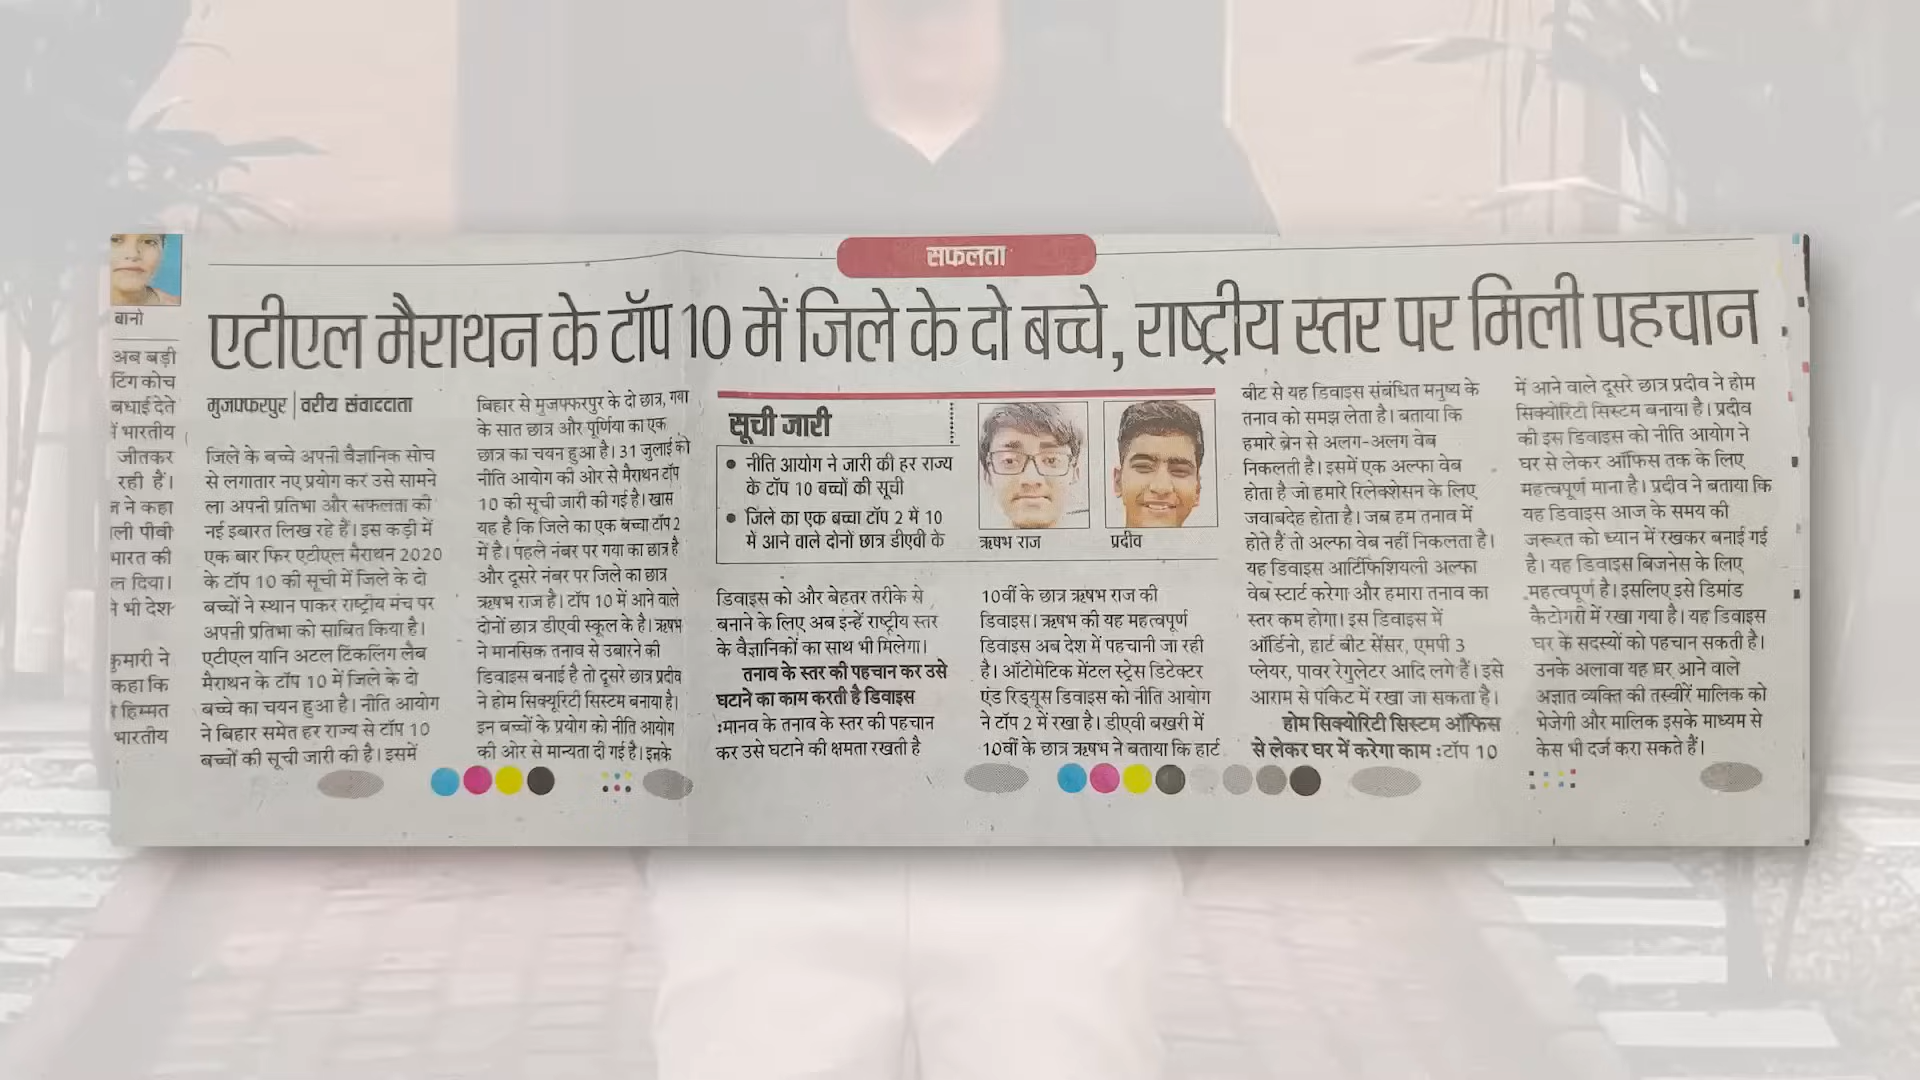 सफलता
एटीएल मैराथन के टॉप 10 में जिले के दो बच्चे, राष्ट्रीय स्तर पर मिली पहचान
बानो
अब बड़ी
टिंग कोच
बधाई देते
भारतीय
जीतकर
रही हैं।
ने कहा
पीवी
भारत की
दिया।
भी देश
कुमारी ने
कहा कि
हिम्मत
भारतीय
मुजफ्फरपुर | वरीय संवाददाता
जिले के बच्चे अपनी वैज्ञानिक सोच
से लगातार नए प्रयोग कर उसे सामने
ला अपनी प्रतिभा और सफलता की
नई इबारत लिख रहे हैं। इस कड़ी में
एक बार फिर एटीएल मैराथन 2020
के टॉप 10 की सूची में जिले के दो
बच्चों ने स्थान पाकर राष्ट्रीय मंच पर
अपनी प्रतिभा को साबित किया है।
एटीएल यानि अटल टिंकलिंग लैब
मैराथन के टॉप 10 में जिले के दो
बच्चे का चयन हुआ है। नीति आयोग
ने बिहार समेत हर राज्य से टॉप 10
बच्चों की सूची जारी की है। इसमें
बिहार से मुजफ्फरपुर के दो छात्र, गया
के सात छात्र और पूर्णिया का एक
छात्र का चयन हुआ है। 31 जुलाई को
नीति आयोग की ओर से मैराथन टॉप
10 की सूची जारी की गई है। खास
यह है कि जिले का एक बच्चा टॉप 2
में है। पहले नंबर पर गया का छात्र है
और दूसरे नंबर पर जिले का छात्र
ऋषभ राज है। टॉप 10 में आने वाले
दोनों छात्र डीएवी स्कूल के है। ऋषभ
ने मानसिक तनाव से उबारने की
डिवाइस बनाई है तो दूसरे छात्र प्रदीव
ने होम सिक्यूरिटी सिस्टम बनाया है।
इन बच्चों के प्रयोग को नीति आयोग
की ओर से मान्यता दी गई है। इनके
सूची जारी
● नीति आयोग ने जारी की हर राज्य
के टॉप 10 बच्चों की सूची
● जिले का एक बच्चा टॉप 2 में 10
में आने वाले दोनों छात्र डीएवी के
ऋषभ राज
प्रदीव
डिवाइस को और बेहतर तरीके से
बनाने के लिए अब इन्हें राष्ट्रीय स्तर
के वैज्ञानिकों का साथ भी मिलेगा।
तनाव के स्तर की पहचान कर उसे
घटाने का काम करती है डिवाइस
:मानव के तनाव के स्तर की पहचान
कर उसे घटाने की क्षमता रखती है
10वीं के छात्र ऋषभ राज की
डिवाइस। ऋषभ की यह महत्वपूर्ण
डिवाइस अब देश में पहचानी जा रही
है। ऑटोमेटिक मेंटल स्ट्रेस डिटेक्टर
एंड रिड्यूस डिवाइस को नीति आयोग
ने टॉप 2 में रखा है। डीएवी बखरी में
10वीं के छात्र ऋषभ ने बताया कि हार्ट
बीट से यह डिवाइस संबंधित मनुष्य के
तनाव को समझ लेता है। बताया कि
हमारे ब्रेन से अलग-अलग वेब
निकलती है। इसमें एक अल्फा वेब
होता है जो हमारे रिलेक्शेसन के लिए
जवाबदेह होता है। जब हम तनाव में
होते हैं तो अल्फा वेब नहीं निकलता है।
यह डिवाइस आर्टिफिशियली अल्फा
वेब स्टार्ट करेगा और हमारा तनाव का
स्तर कम होगा। इस डिवाइस में
ऑर्डिनो, हार्ट बीट सेंसर, एमपी 3
प्लेयर, पावर रेगुलेटर आदि लगे हैं। इसे
आराम से पॉकेट में रखा जा सकता है।
होम सिक्योरिटी सिस्टम ऑफिस
से लेकर घर में करेगा काम :टॉप 10
में आने वाले दूसरे छात्र प्रदीव ने होम
सिक्योरिटी सिस्टम बनाया है। प्रदीव
की इस डिवाइस को नीति आयोग ने
घर से लेकर ऑफिस तक के लिए
महत्वपूर्ण माना है। प्रदीव ने बताया कि
यह डिवाइस आज के समय की
जरूरत को ध्यान में रखकर बनाई गई
है। यह डिवाइस बिजनेस के लिए
महत्वपूर्ण है। इसलिए इसे डिमांड
कैटोगरी में रखा गया है। यह डिवाइस
घर के सदस्यों को पहचान सकती है।
उनके अलावा यह घर आने वाले
अज्ञात व्यक्ति की तस्वीरें मालिक को
भेजेगी और मालिक इसके माध्यम से
केस भी दर्ज करा सकते हैं।